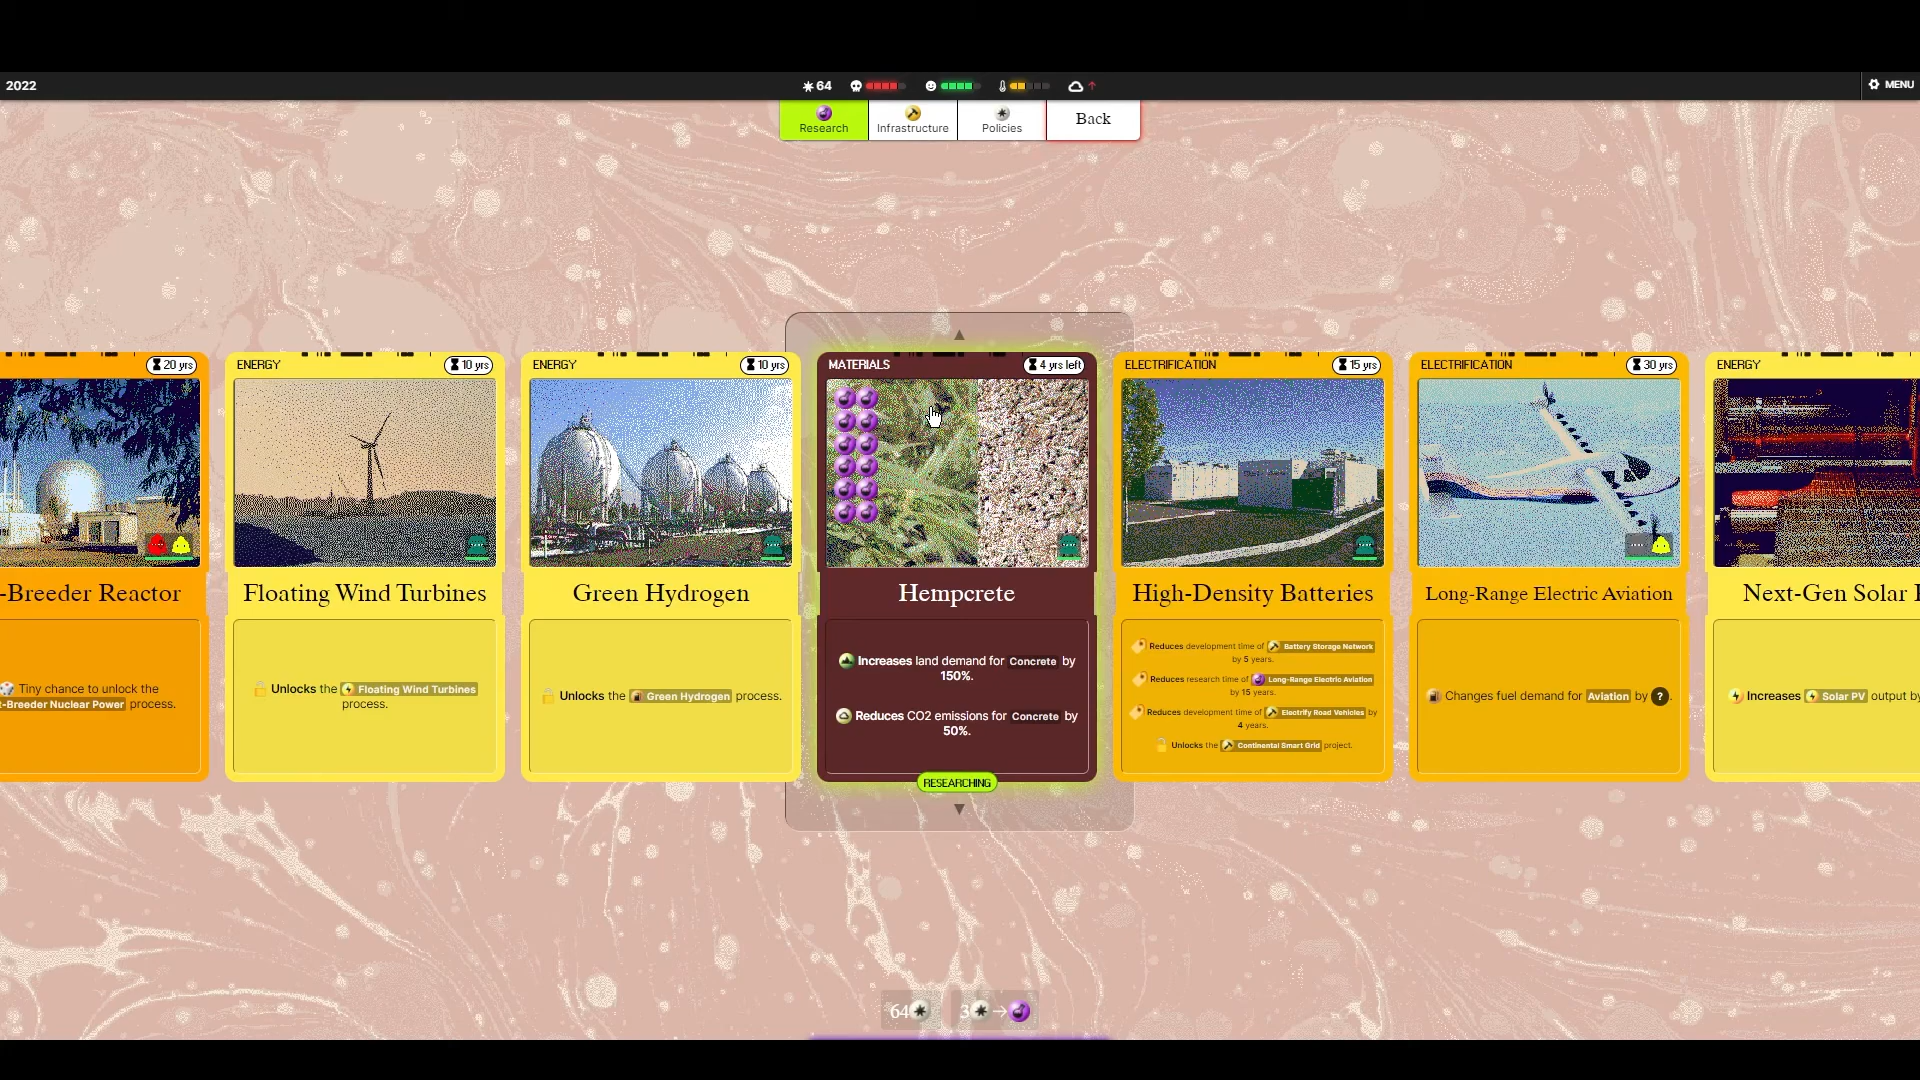 2022
64
MENU
Research
Infrastructure
Policies
Back
20 yrs
-Breeder Reactor
Tiny chance to unlock the
t-Breeder Nuclear Power process.
ENERGY
10 yrs
Floating Wind Turbines
Unlocks the Floating Wind Turbines
process.
ENERGY
10 yrs
Green Hydrogen
Unlocks the Green Hydrogen process.
MATERIALS
4 yrs left
Hempcrete
Increases land demand for Concrete by
150%.
Reduces CO2 emissions for Concrete by
50%.
RESEARCHING
ELECTRIFICATION
15 yrs
High-Density Batteries
Reduces development time of Battery Storage Network
by 5 years.
Reduces research time of Long-Range Electric Aviation
by 15 years.
Reduces development time of Electrify Road Vehicles by
4 years.
Unlocks the Continental Smart Grid project.
ELECTRIFICATION
30 yrs
Long-Range Electric Aviation
Changes fuel demand for Aviation by ?.
ENERGY
Next-Gen Solar
Increases Solar PV output by
64
3